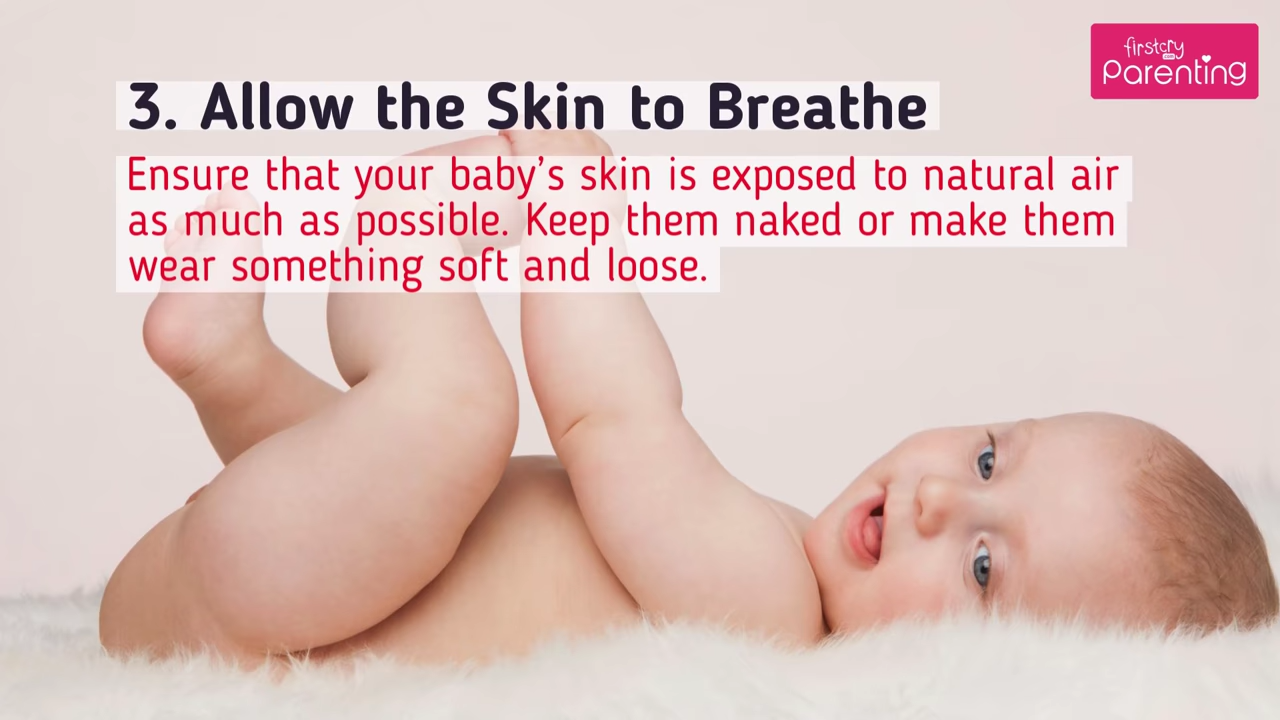 firstcry
.com
Parenting
3. Allow the Skin to Breathe
Ensure that your baby's skin is exposed to natural air
as much as possible. Keep them naked or make them
wear something soft and loose.